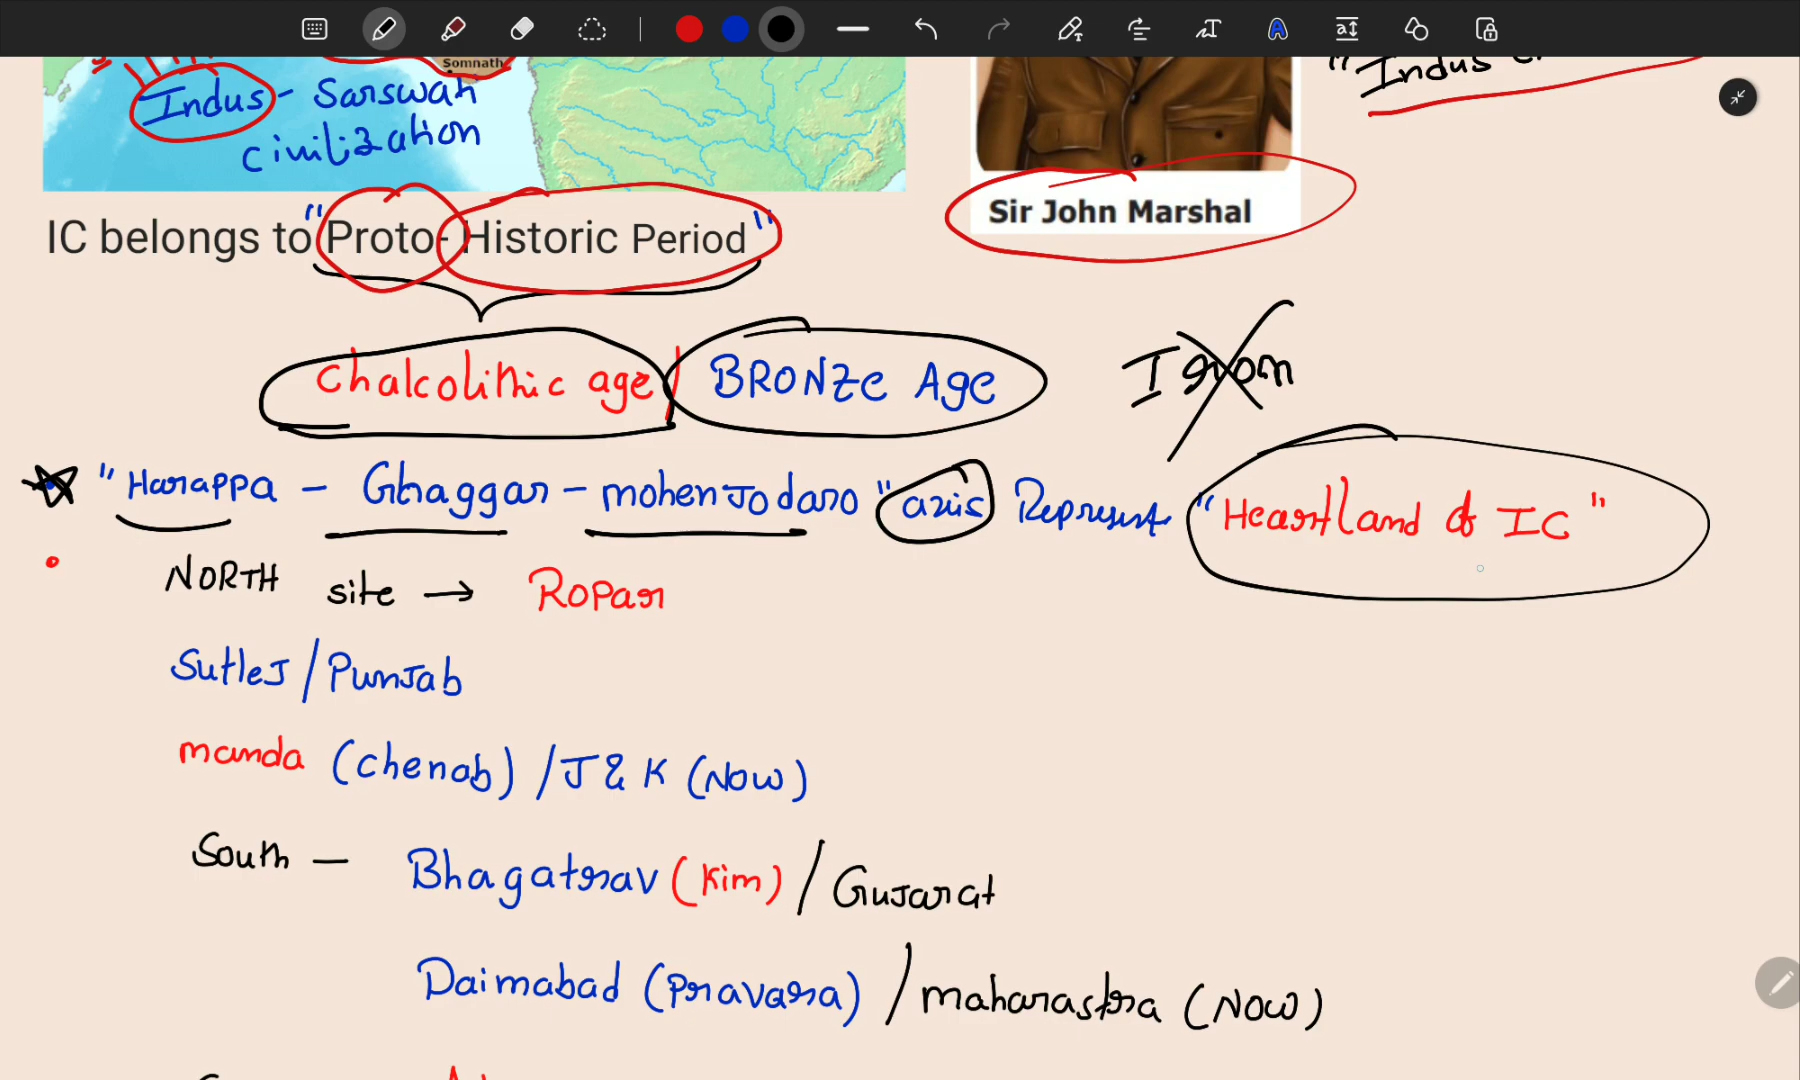 Somnath
Indus - Sarswati
civilization
"Indus
Sir John Marshal
IC belongs to "Proto-Historic Period"
Chalcolithic age / BRONZE AGE
Iron
"Harappa - Ghaggar - mohenJodaro" axis Represent "Heartland of IC"
NORTH site → Ropar
SutleJ / PunJab
manda (chenab) / J & K (Now)
South — Bhagatrav (Kim) / GuJarat
Daimabad (Pravara) / maharastra (Now)